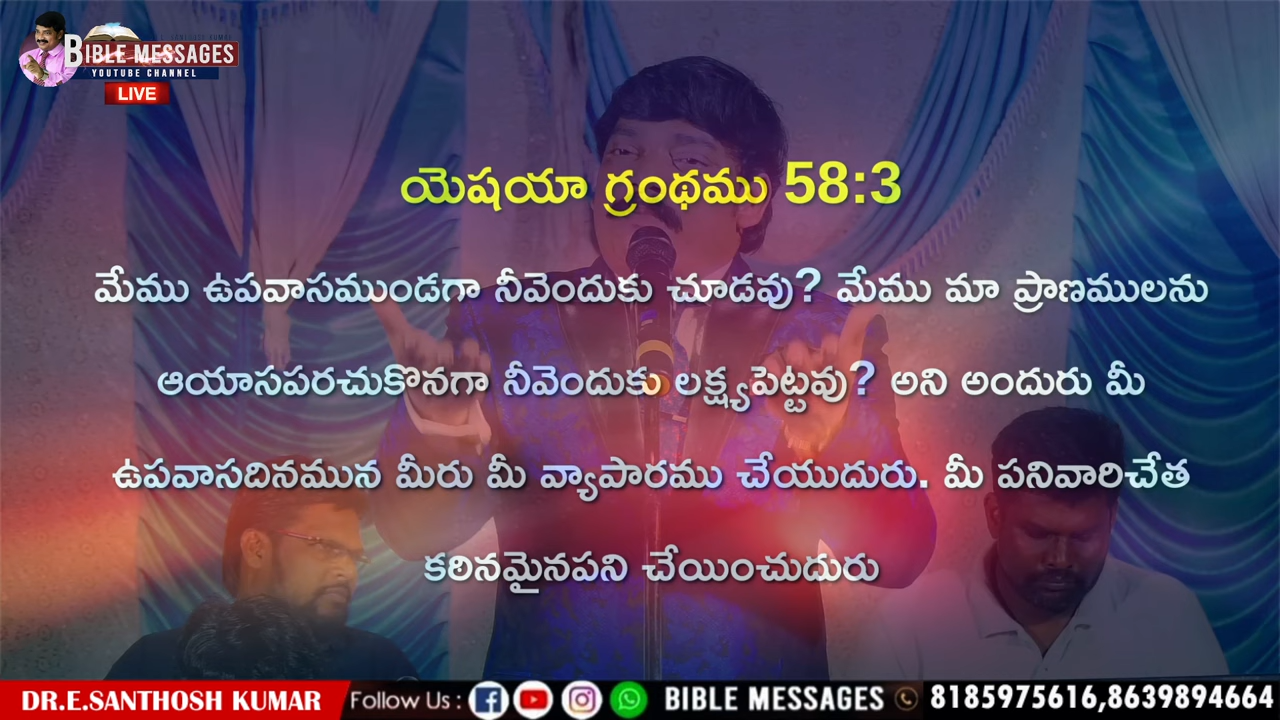 BIBLE MESSAGES
YOUTUBE CHANNEL
LIVE
యెషయా గ్రంథము 58:3
మేము ఉపవాసముండగా నీవెందుకు చూడవు? మేము మా ప్రాణములను
ఆయాసపరచుకొనగా నీవెందుకు లక్ష్యపెట్టవు? అని అందురు మీ
ఉపవాసదినమున మీరు మీ వ్యాపారము చేయుదురు. మీ పనివారిచేత
కఠినమైనపని చేయించుదురు
DR.E.SANTHOSH KUMAR Follow Us : BIBLE MESSAGES 8185975616,8639894664